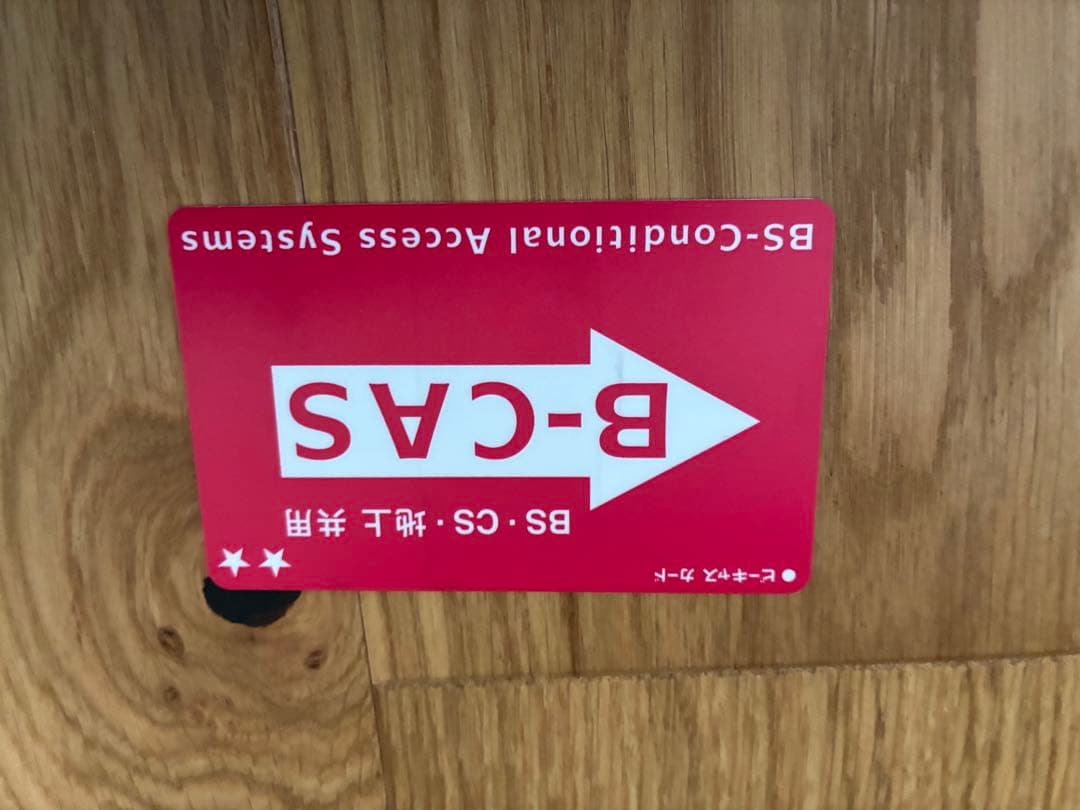 ● ビーキャス カード
BS・CS・地上 共用
B-CAS
BS-Conditional Access Systems